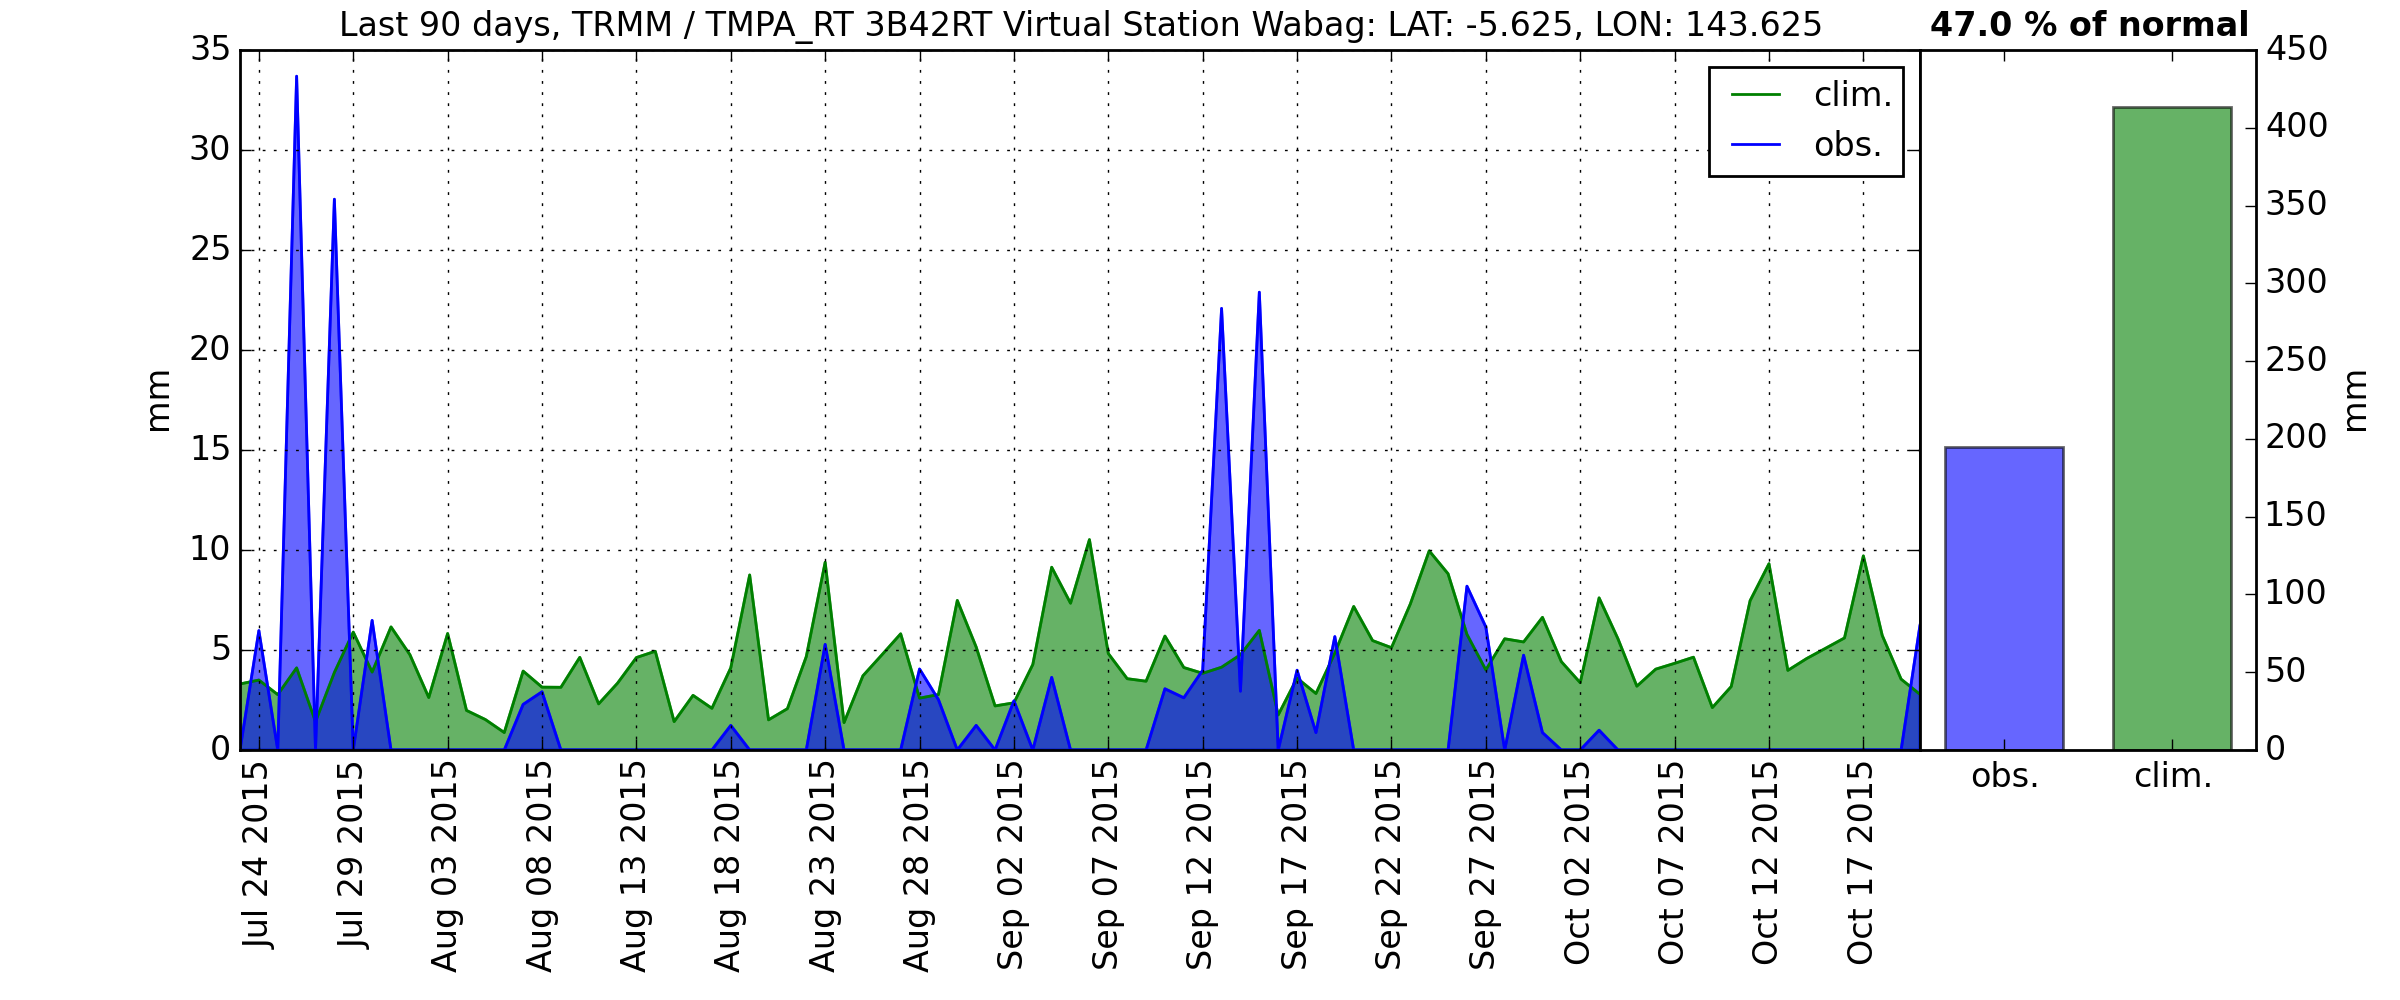 Last 90 days, TRMM / TMPA_RT 3B42RT Virtual Station Wabag: LAT: -5.625, LON: 143.625
47.0 % of normal
35
30
25
20
15
10
5
0
mm
clim.
obs.
Jul 24 2015
Jul 29 2015
Aug 03 2015
Aug 08 2015
Aug 13 2015
Aug 18 2015
Aug 23 2015
Aug 28 2015
Sep 02 2015
Sep 07 2015
Sep 12 2015
Sep 17 2015
Sep 22 2015
Sep 27 2015
Oct 02 2015
Oct 07 2015
Oct 12 2015
Oct 17 2015
450
400
350
300
250
200
150
100
50
0
mm
obs.
clim.